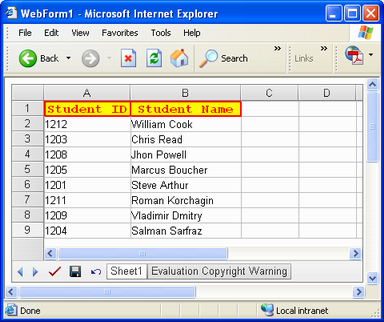 WebForm1 - Microsoft Internet Explorer
File Edit View Favorites Tools Help
Back Search Links
A B C D
1 Student ID Student Name
2 1212 William Cook
3 1203 Chris Read
4 1208 Jhon Powell
5 1205 Marcus Boucher
6 1201 Steve Arthur
7 1211 Roman Korchagin
8 1209 Vladimir Dmitry
9 1204 Salman Sarfraz
Sheet1 Evaluation Copyright Warning
Done Local intranet